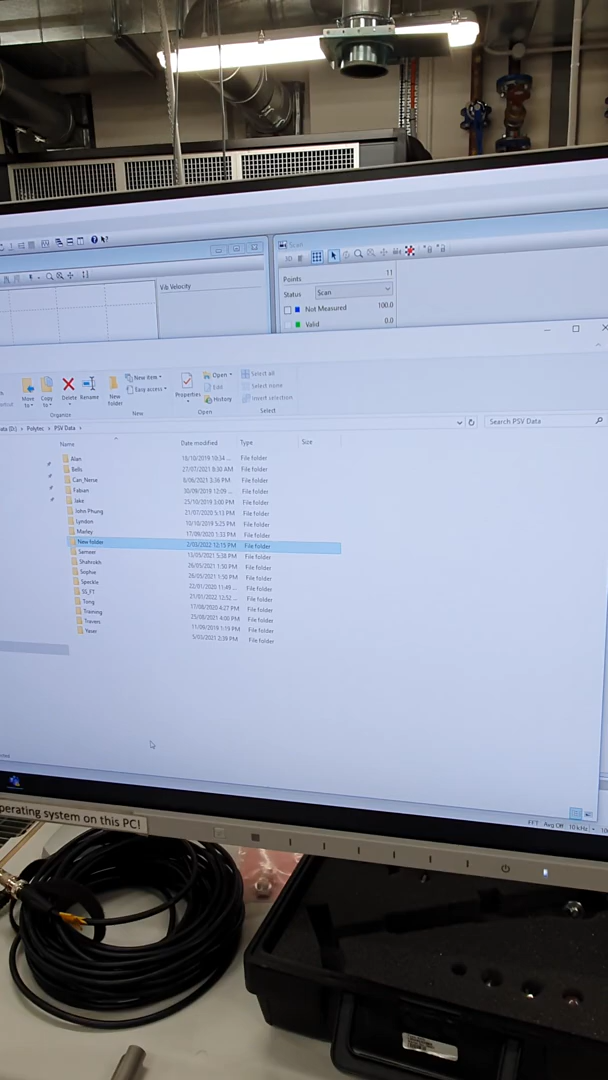 Scan
Vib Velocity
Points 11
Status Scan
Not Measured 100.0
Valid 0.0
Move to
Copy to
Delete
Rename
New folder
New item
Easy access
Properties
Open
Edit
History
Select all
Select none
Invert selection
Organize
New
Open
Select
(D:) › Polytec › PSV Data ›
Search PSV Data
Name Date modified Type Size
Alan 18/10/2019 10:34 ... File folder
Bells 27/07/2021 8:30 AM File folder
Can_Nerse 8/06/2021 3:36 PM File folder
Fabian 30/09/2018 12:09 ... File folder
Jake 25/10/2019 3:00 PM File folder
John Phung 21/07/2020 5:13 PM File folder
Lyndon 10/10/2019 5:25 PM File folder
Marley 17/08/2020 1:33 PM File folder
New folder 2/03/2022 12:15 PM File folder
Sameer 13/05/2021 5:38 PM File folder
Shahrokh 26/05/2021 1:50 PM File folder
Sophie 26/05/2021 1:50 PM File folder
Speckle 22/01/2020 11:49 ... File folder
SS_FT 21/01/2022 12:52 ... File folder
Tong 17/08/2020 4:27 PM File folder
Training 25/08/2021 4:00 PM File folder
Travers 11/09/2018 1:19 PM File folder
Yaser 5/03/2021 2:39 PM File folder
FFT Avg Off 10 kHz
perating system on this PC!